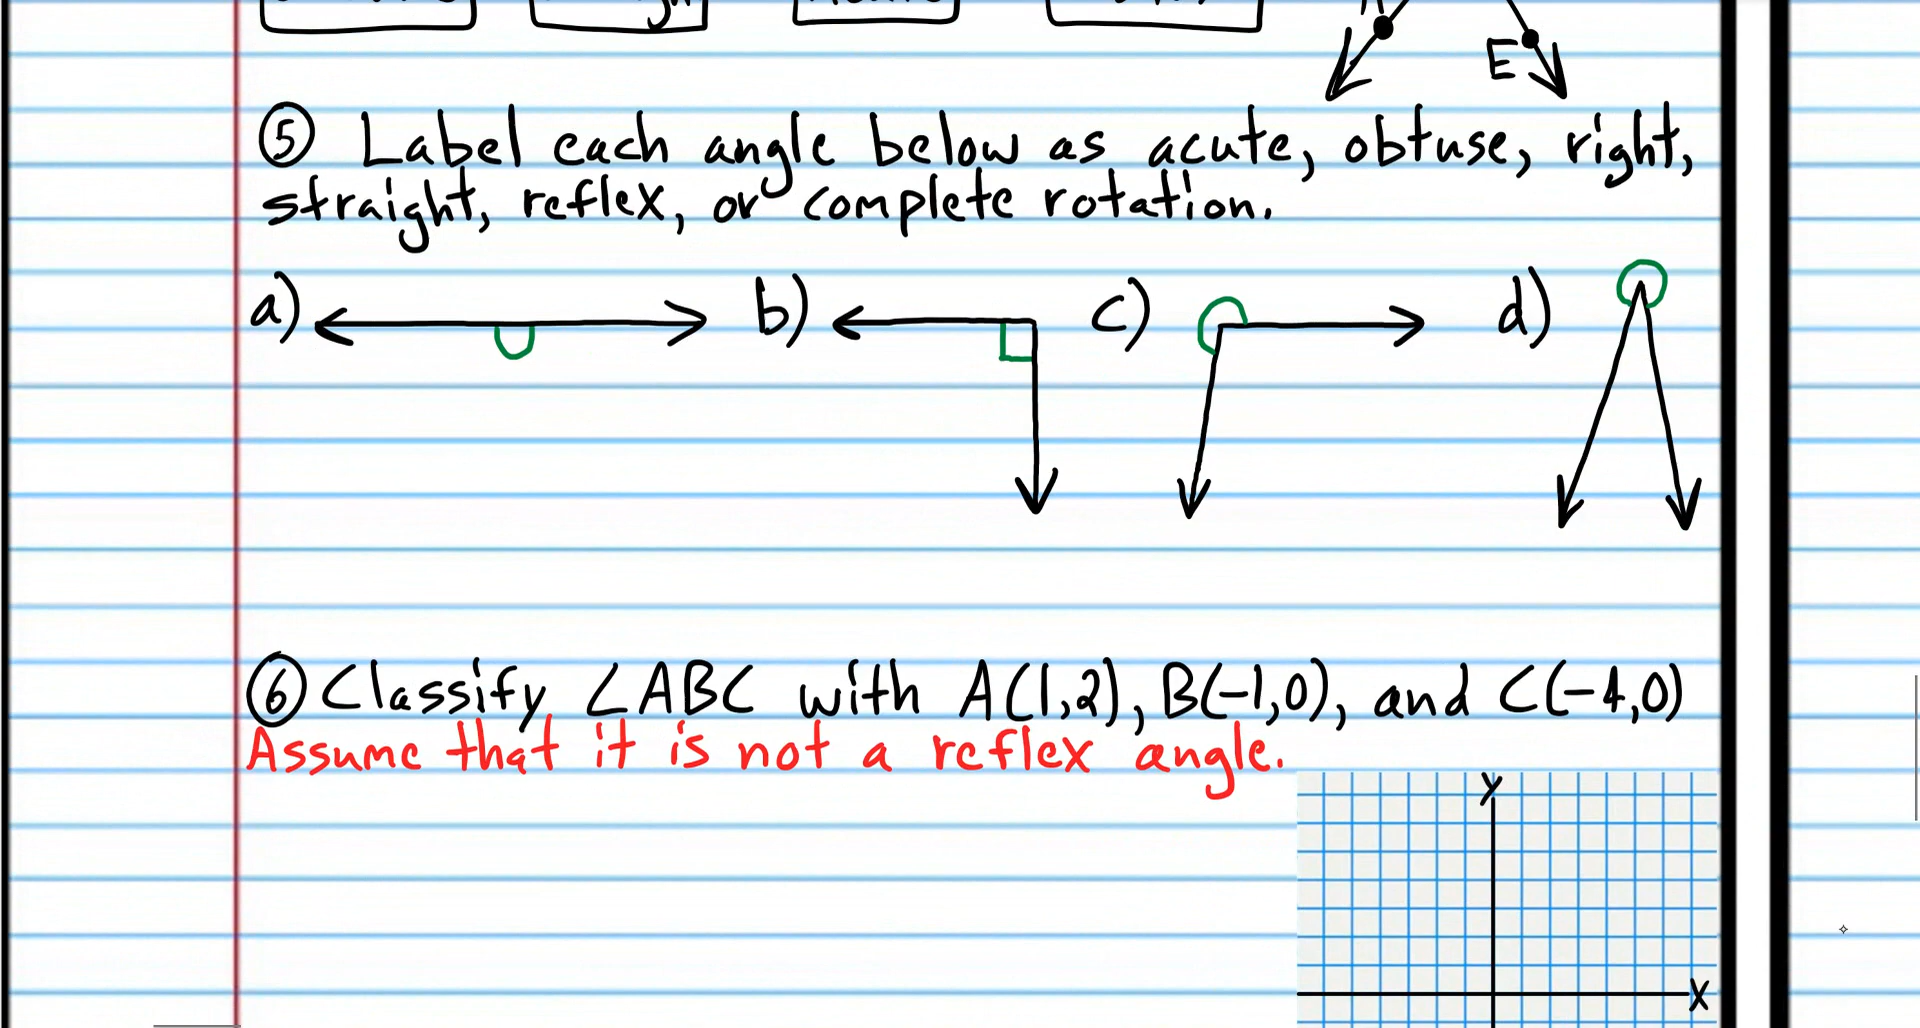 E
⑤ Label each angle below as acute, obtuse, right,
straight, reflex, or complete rotation.
a) b) c) d)
⑥ Classify ∠ABC with A(1,2), B(-1,0), and C(-4,0)
Assume that it is not a reflex angle.
y
x